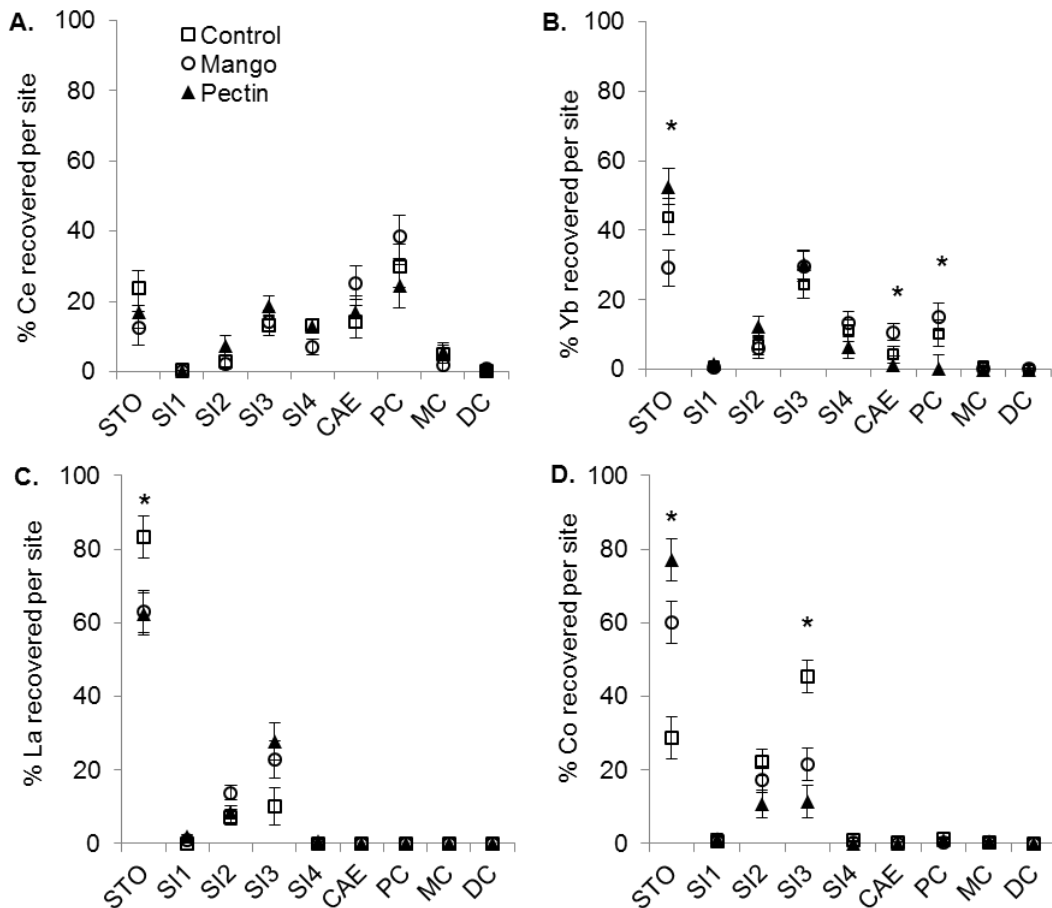 A.
% Ce recovered per site
100
80
60
40
20
0
Control
Mango
Pectin
STO SI1 SI2 SI3 SI4 CAE PC MC DC
B.
% Yb recovered per site
100
80
60
40
20
0
* * *
STO SI1 SI2 SI3 SI4 CAE PC MC DC
C.
% La recovered per site
100
80
60
40
20
0
*
STO SI1 SI2 SI3 SI4 CAE PC MC DC
D.
% Co recovered per site
100
80
60
40
20
0
* *
STO SI1 SI2 SI3 SI4 CAE PC MC DC